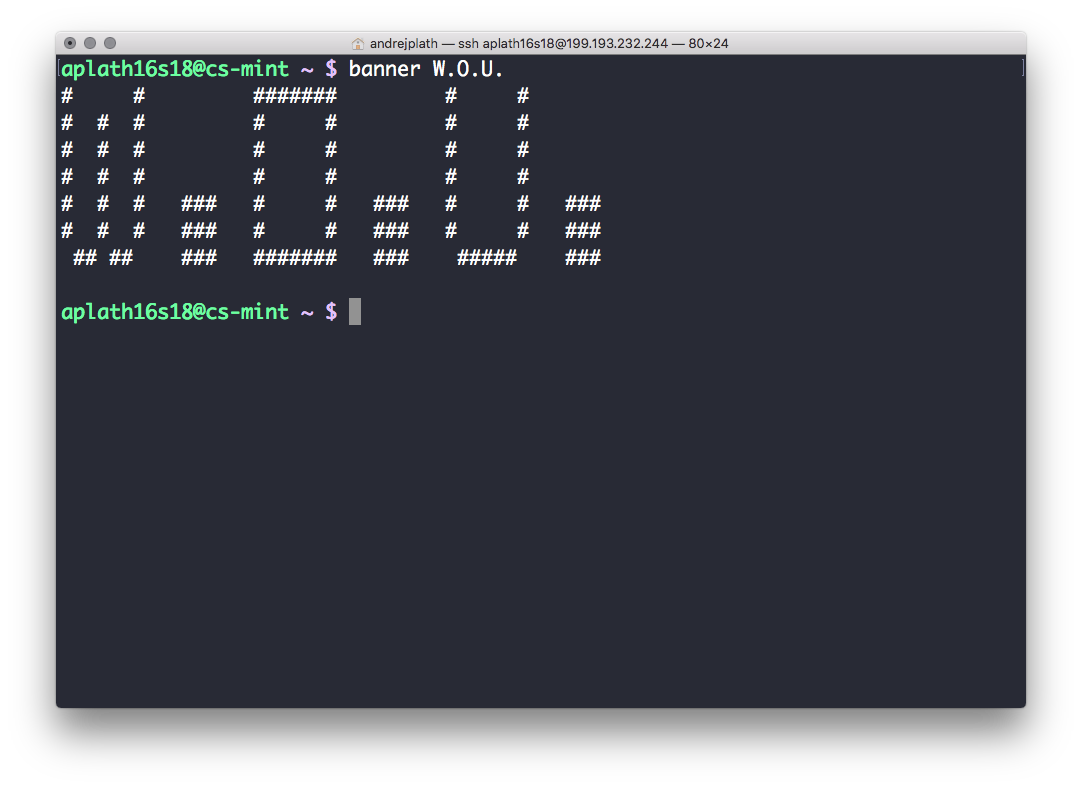 andrejplath — ssh aplath16s18@199.193.232.244 — 80×24
aplath16s18@cs-mint ~ $ banner W.O.U.
#     #         #######         #     #
#  #  #         #     #         #     #
#  #  #         #     #         #     #
#  #  #         #     #         #     #
#  #  #   ###   #     #   ###   #     #   ###
#  #  #   ###   #     #   ###   #     #   ###
 ## ##    ###   #######   ###    #####    ###
aplath16s18@cs-mint ~ $